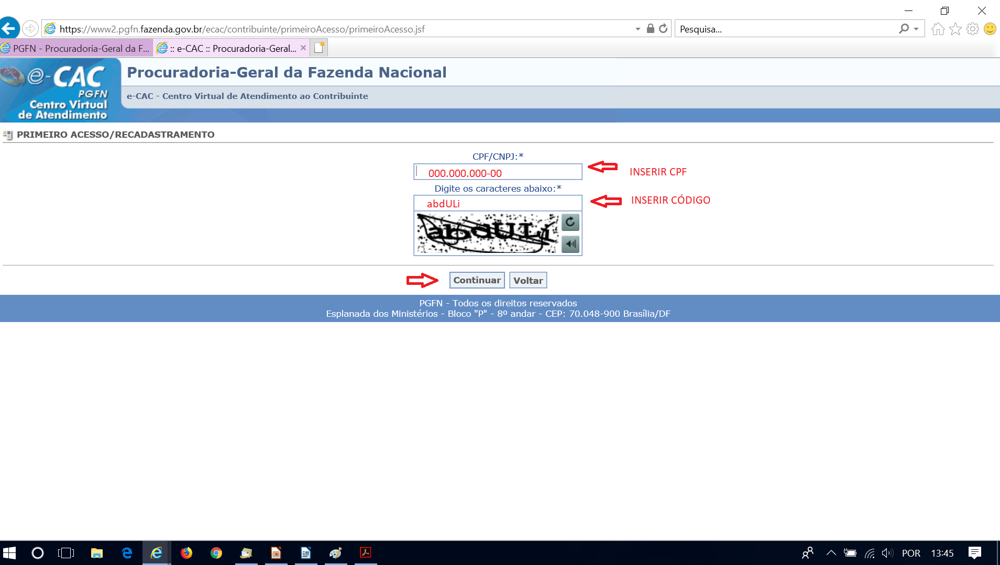 https://www2.pgfn.fazenda.gov.br/ecac/contribuinte/primeiroAcesso/primeiroAcesso.jsf
Pesquisa...
PGFN - Procuradoria-Geral da F...
:: e-CAC :: Procuradoria-Geral...
e-CAC
PGFN
Centro Virtual
de Atendimento
Procuradoria-Geral da Fazenda Nacional
e-CAC - Centro Virtual de Atendimento ao Contribuinte
PRIMEIRO ACESSO/RECADASTRAMENTO
CPF/CNPJ:*
000.000.000-00
INSERIR CPF
Digite os caracteres abaixo:*
abdULi
INSERIR CÓDIGO
abdULi
Continuar
Voltar
PGFN - Todos os direitos reservados
Esplanada dos Ministérios - Bloco "P" - 8º andar - CEP: 70.048-900 Brasília/DF
POR
13:45